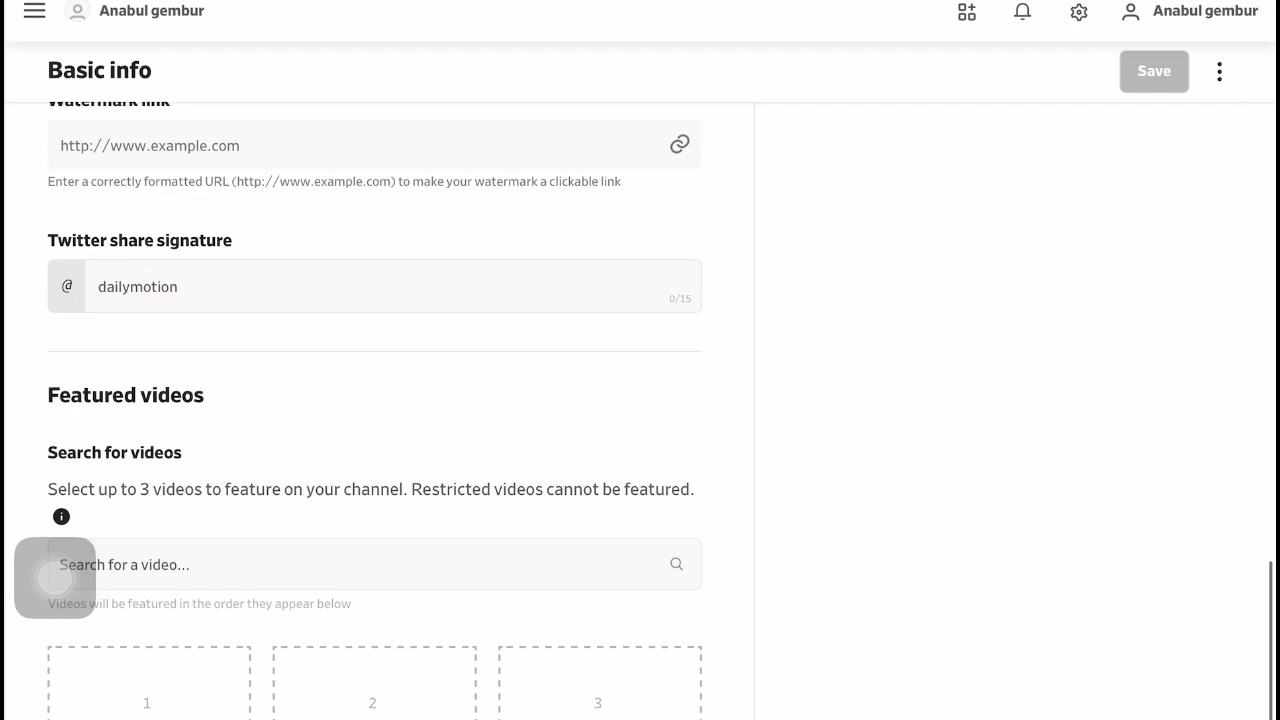 Anabul gembur
Anabul gembur
Basic info
Save
Watermark link
http://www.example.com
Enter a correctly formatted URL (http://www.example.com) to make your watermark a clickable link
Twitter share signature
@ dailymotion
0/15
Featured videos
Search for videos
Select up to 3 videos to feature on your channel. Restricted videos cannot be featured.
Search for a video...
Videos will be featured in the order they appear below
1 2 3